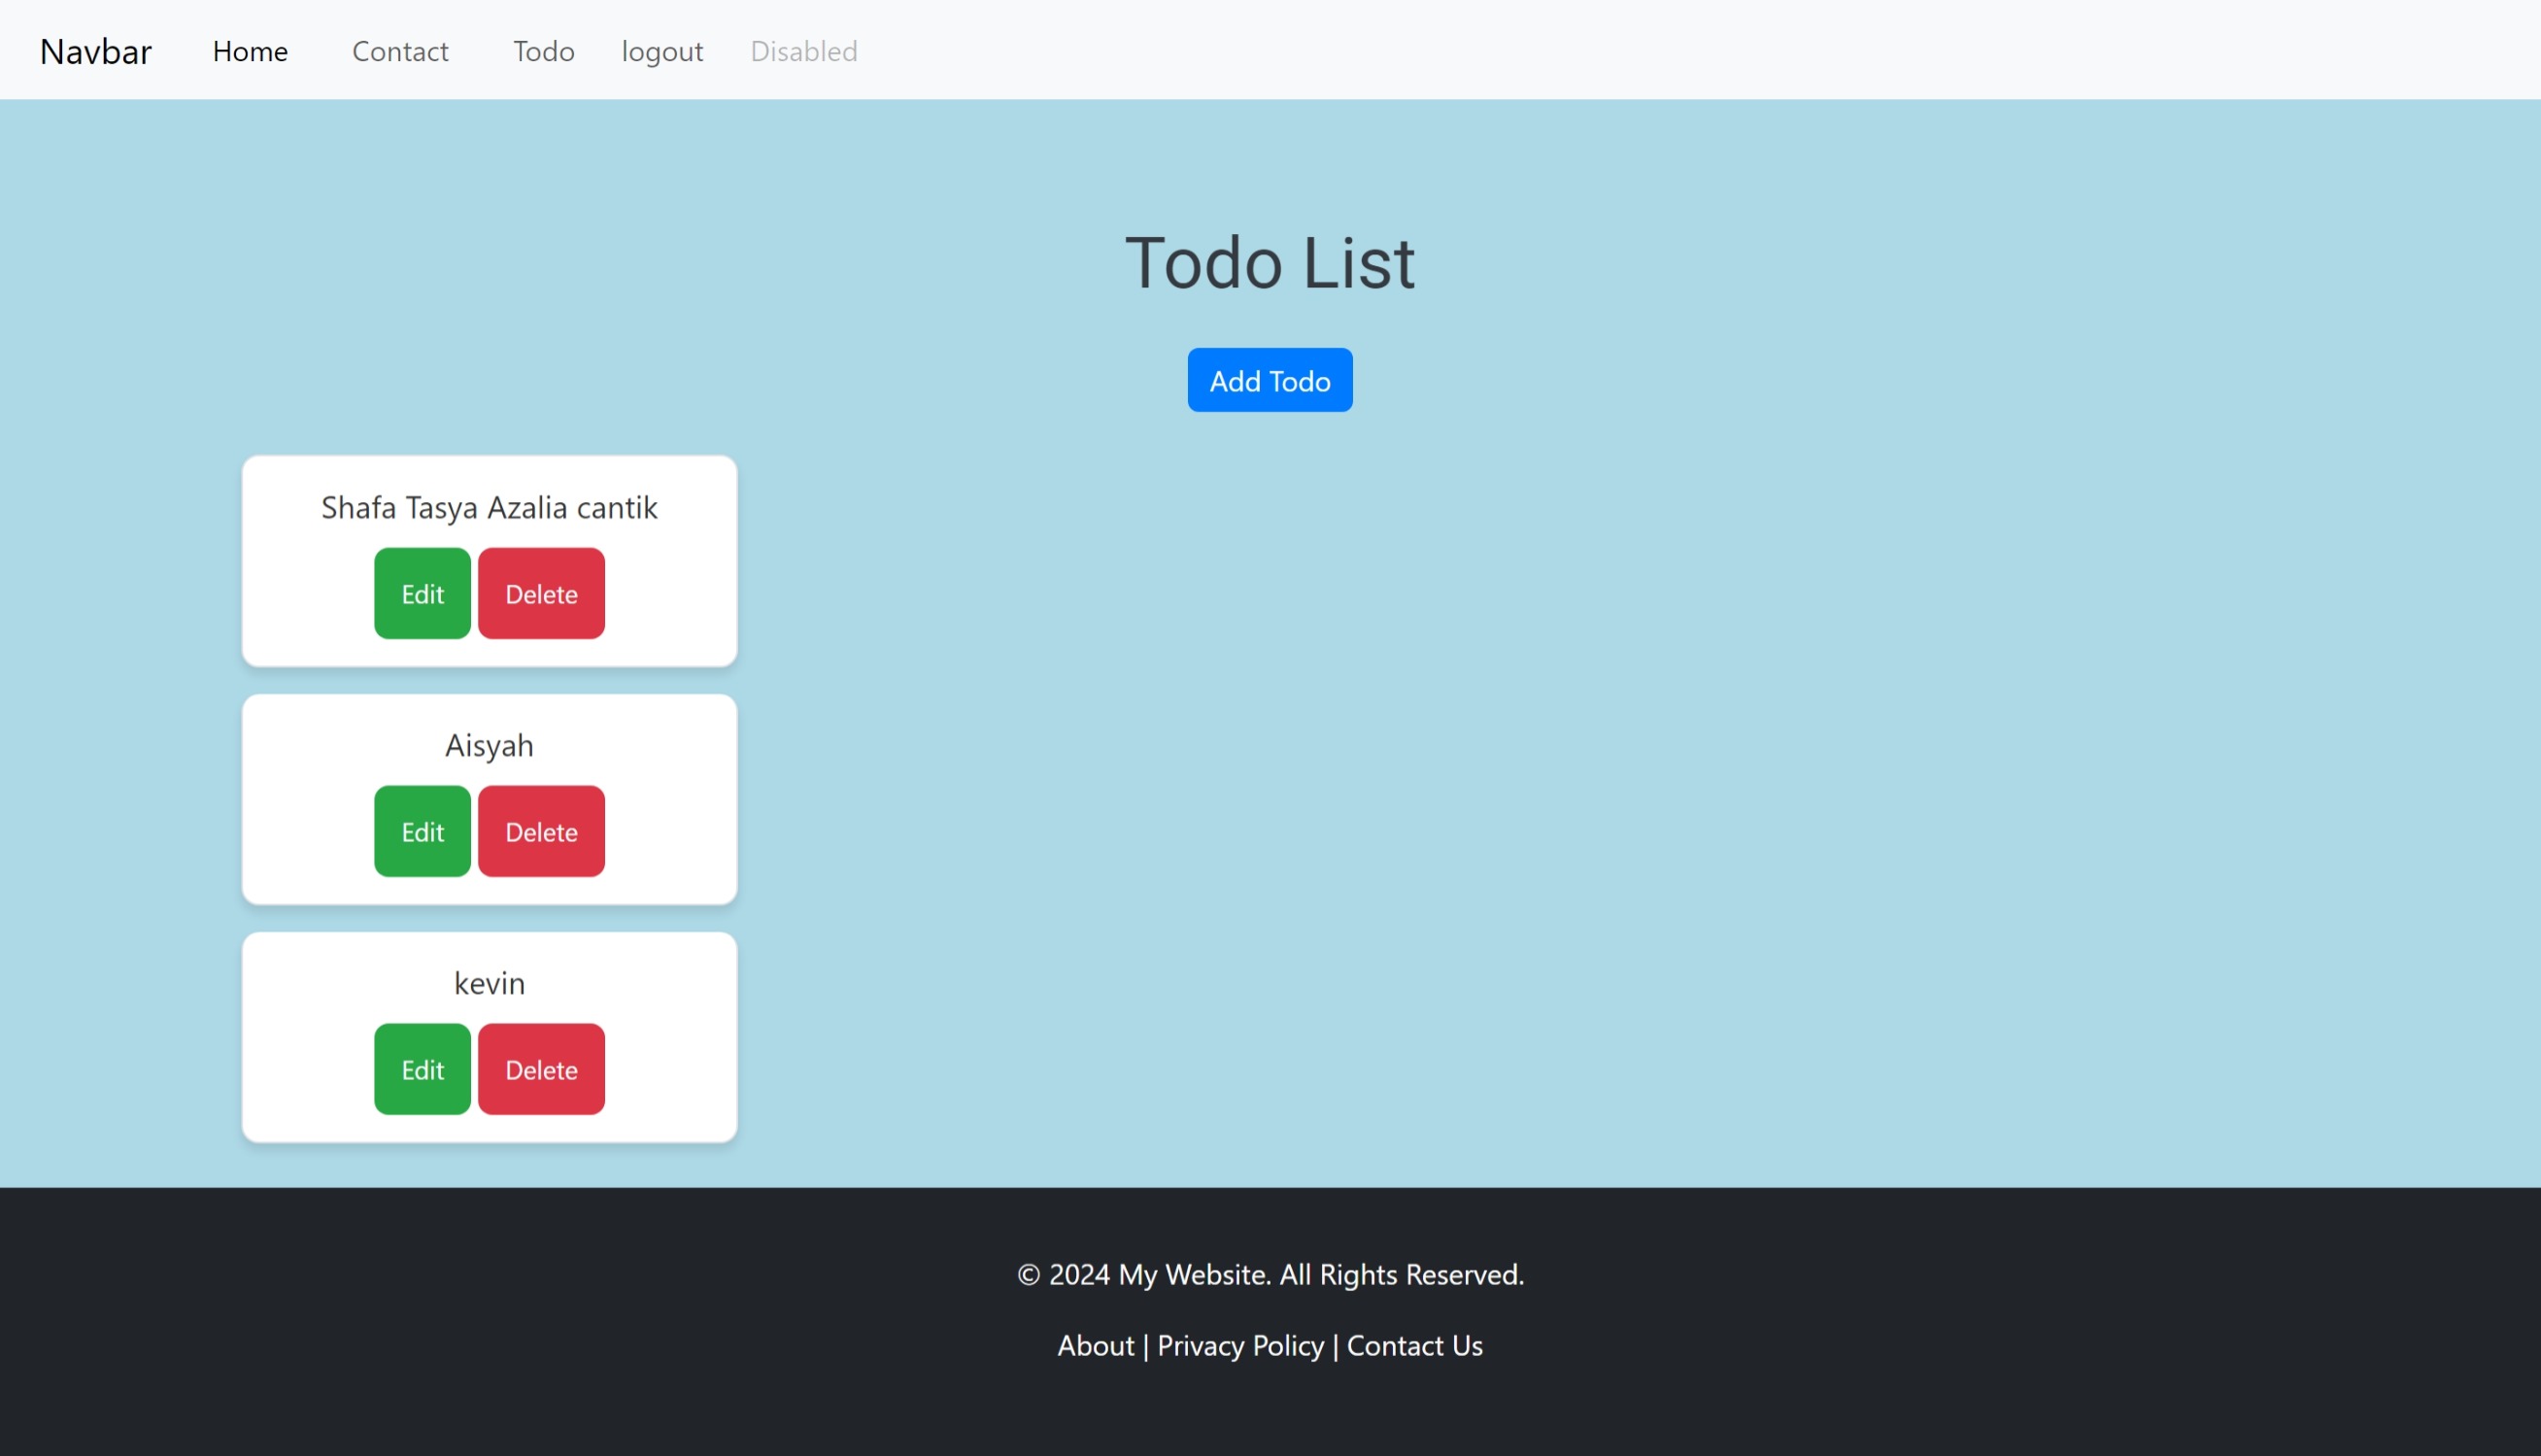 Navbar Home Contact Todo logout Disabled
Todo List
Add Todo
Shafa Tasya Azalia cantik
Edit Delete
Aisyah
Edit Delete
kevin
Edit Delete
© 2024 My Website. All Rights Reserved.
About | Privacy Policy | Contact Us